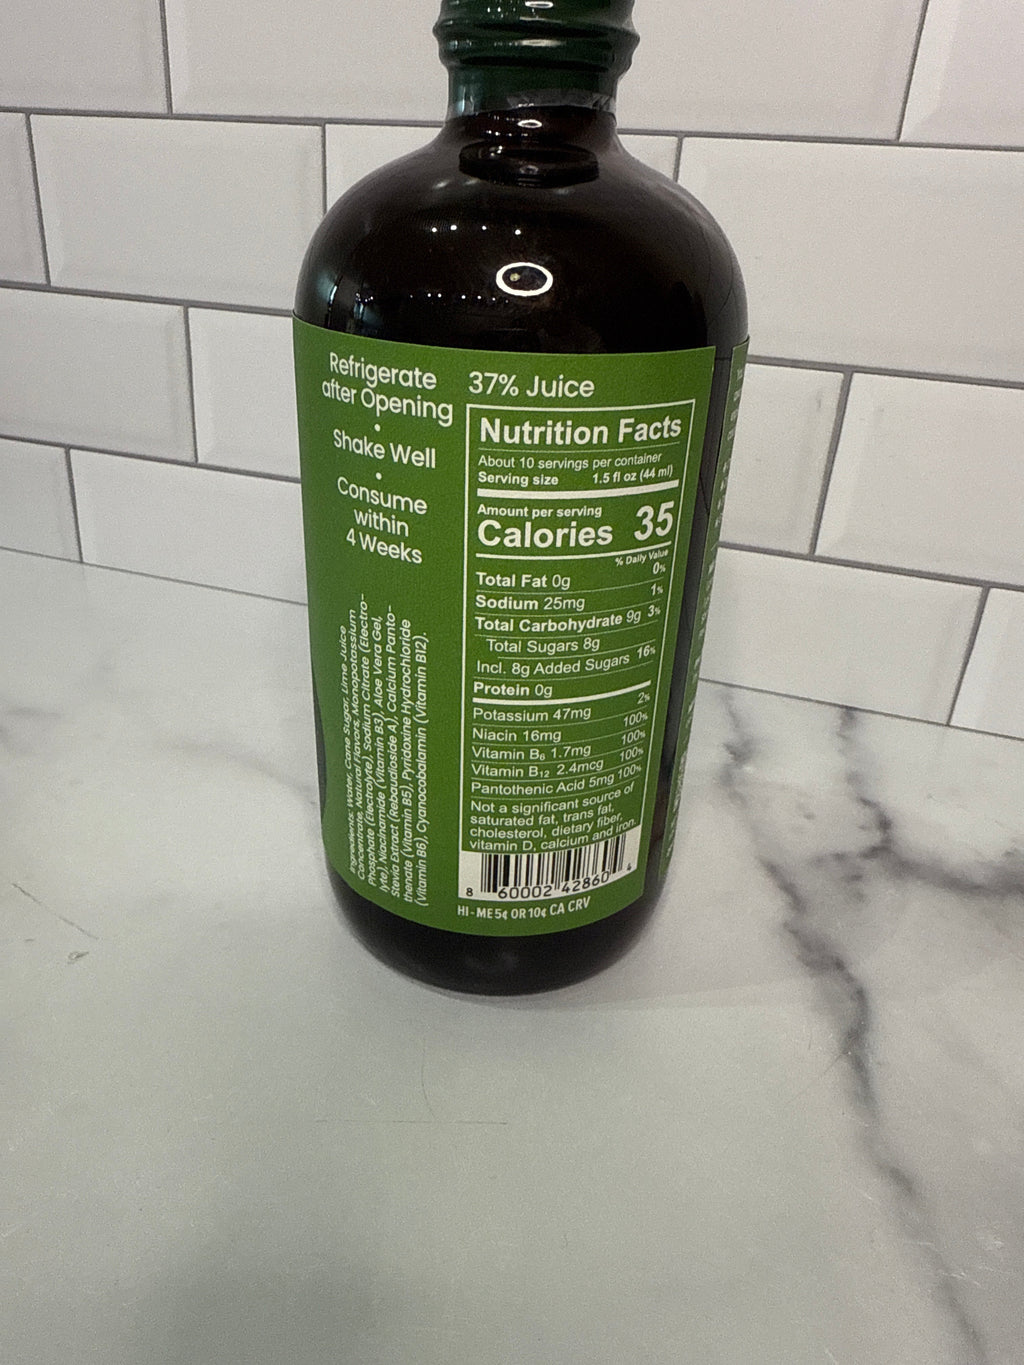 Refrigerate
after Opening
•
Shake Well
•
Consume
within
4 Weeks
Ingredients: Water, Cane Sugar, Lime Juice
Concentrate, Natural Flavors, Monopotassium
Phosphate (Electrolyte), Sodium Citrate (Electro-
lyte), Niacinamide (Vitamin B3), Aloe Vera Gel,
Stevia Extract (Rebaudioside A), Calcium Panto-
thenate (Vitamin B5), Pyridoxine Hydrochloride
(Vitamin B6), Cyanocobalamin (Vitamin B12).
37% Juice
Nutrition Facts
About 10 servings per container
Serving size 1.5 fl oz (44 ml)
Amount per serving
Calories 35
% Daily Value
Total Fat 0g 0%
Sodium 25mg 1%
Total Carbohydrate 9g 3%
Total Sugars 8g
Incl. 8g Added Sugars 16%
Protein 0g
Potassium 47mg 2%
Niacin 16mg 100%
Vitamin B6 1.7mg 100%
Vitamin B12 2.4mcg 100%
Pantothenic Acid 5mg 100%
Not a significant source of
saturated fat, trans fat,
cholesterol, dietary fiber,
vitamin D, calcium and iron.
8 60002 42860 4
HI-ME 5¢ OR 10¢ CA CRV